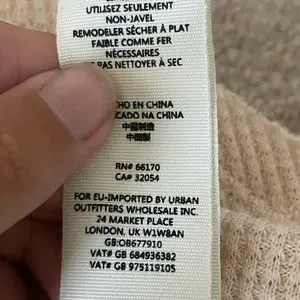 UTILISEZ SEULEMENT
NON-JAVEL
REMODELER SÉCHER À PLAT
FAIBLE COMME FER
NÉCESSAIRES
PAS NETTOYER À SEC
CHO EN CHINA
CADO NA CHINA
中國製造
中国製
RN# 66170
CA# 32054
FOR EU-IMPORTED BY URBAN
OUTFITTERS WHOLESALE INC.
24 MARKET PLACE
LONDON, UK W1W8AN
GB:OB677910
VAT# GB 684936382
VAT# GB 975119105